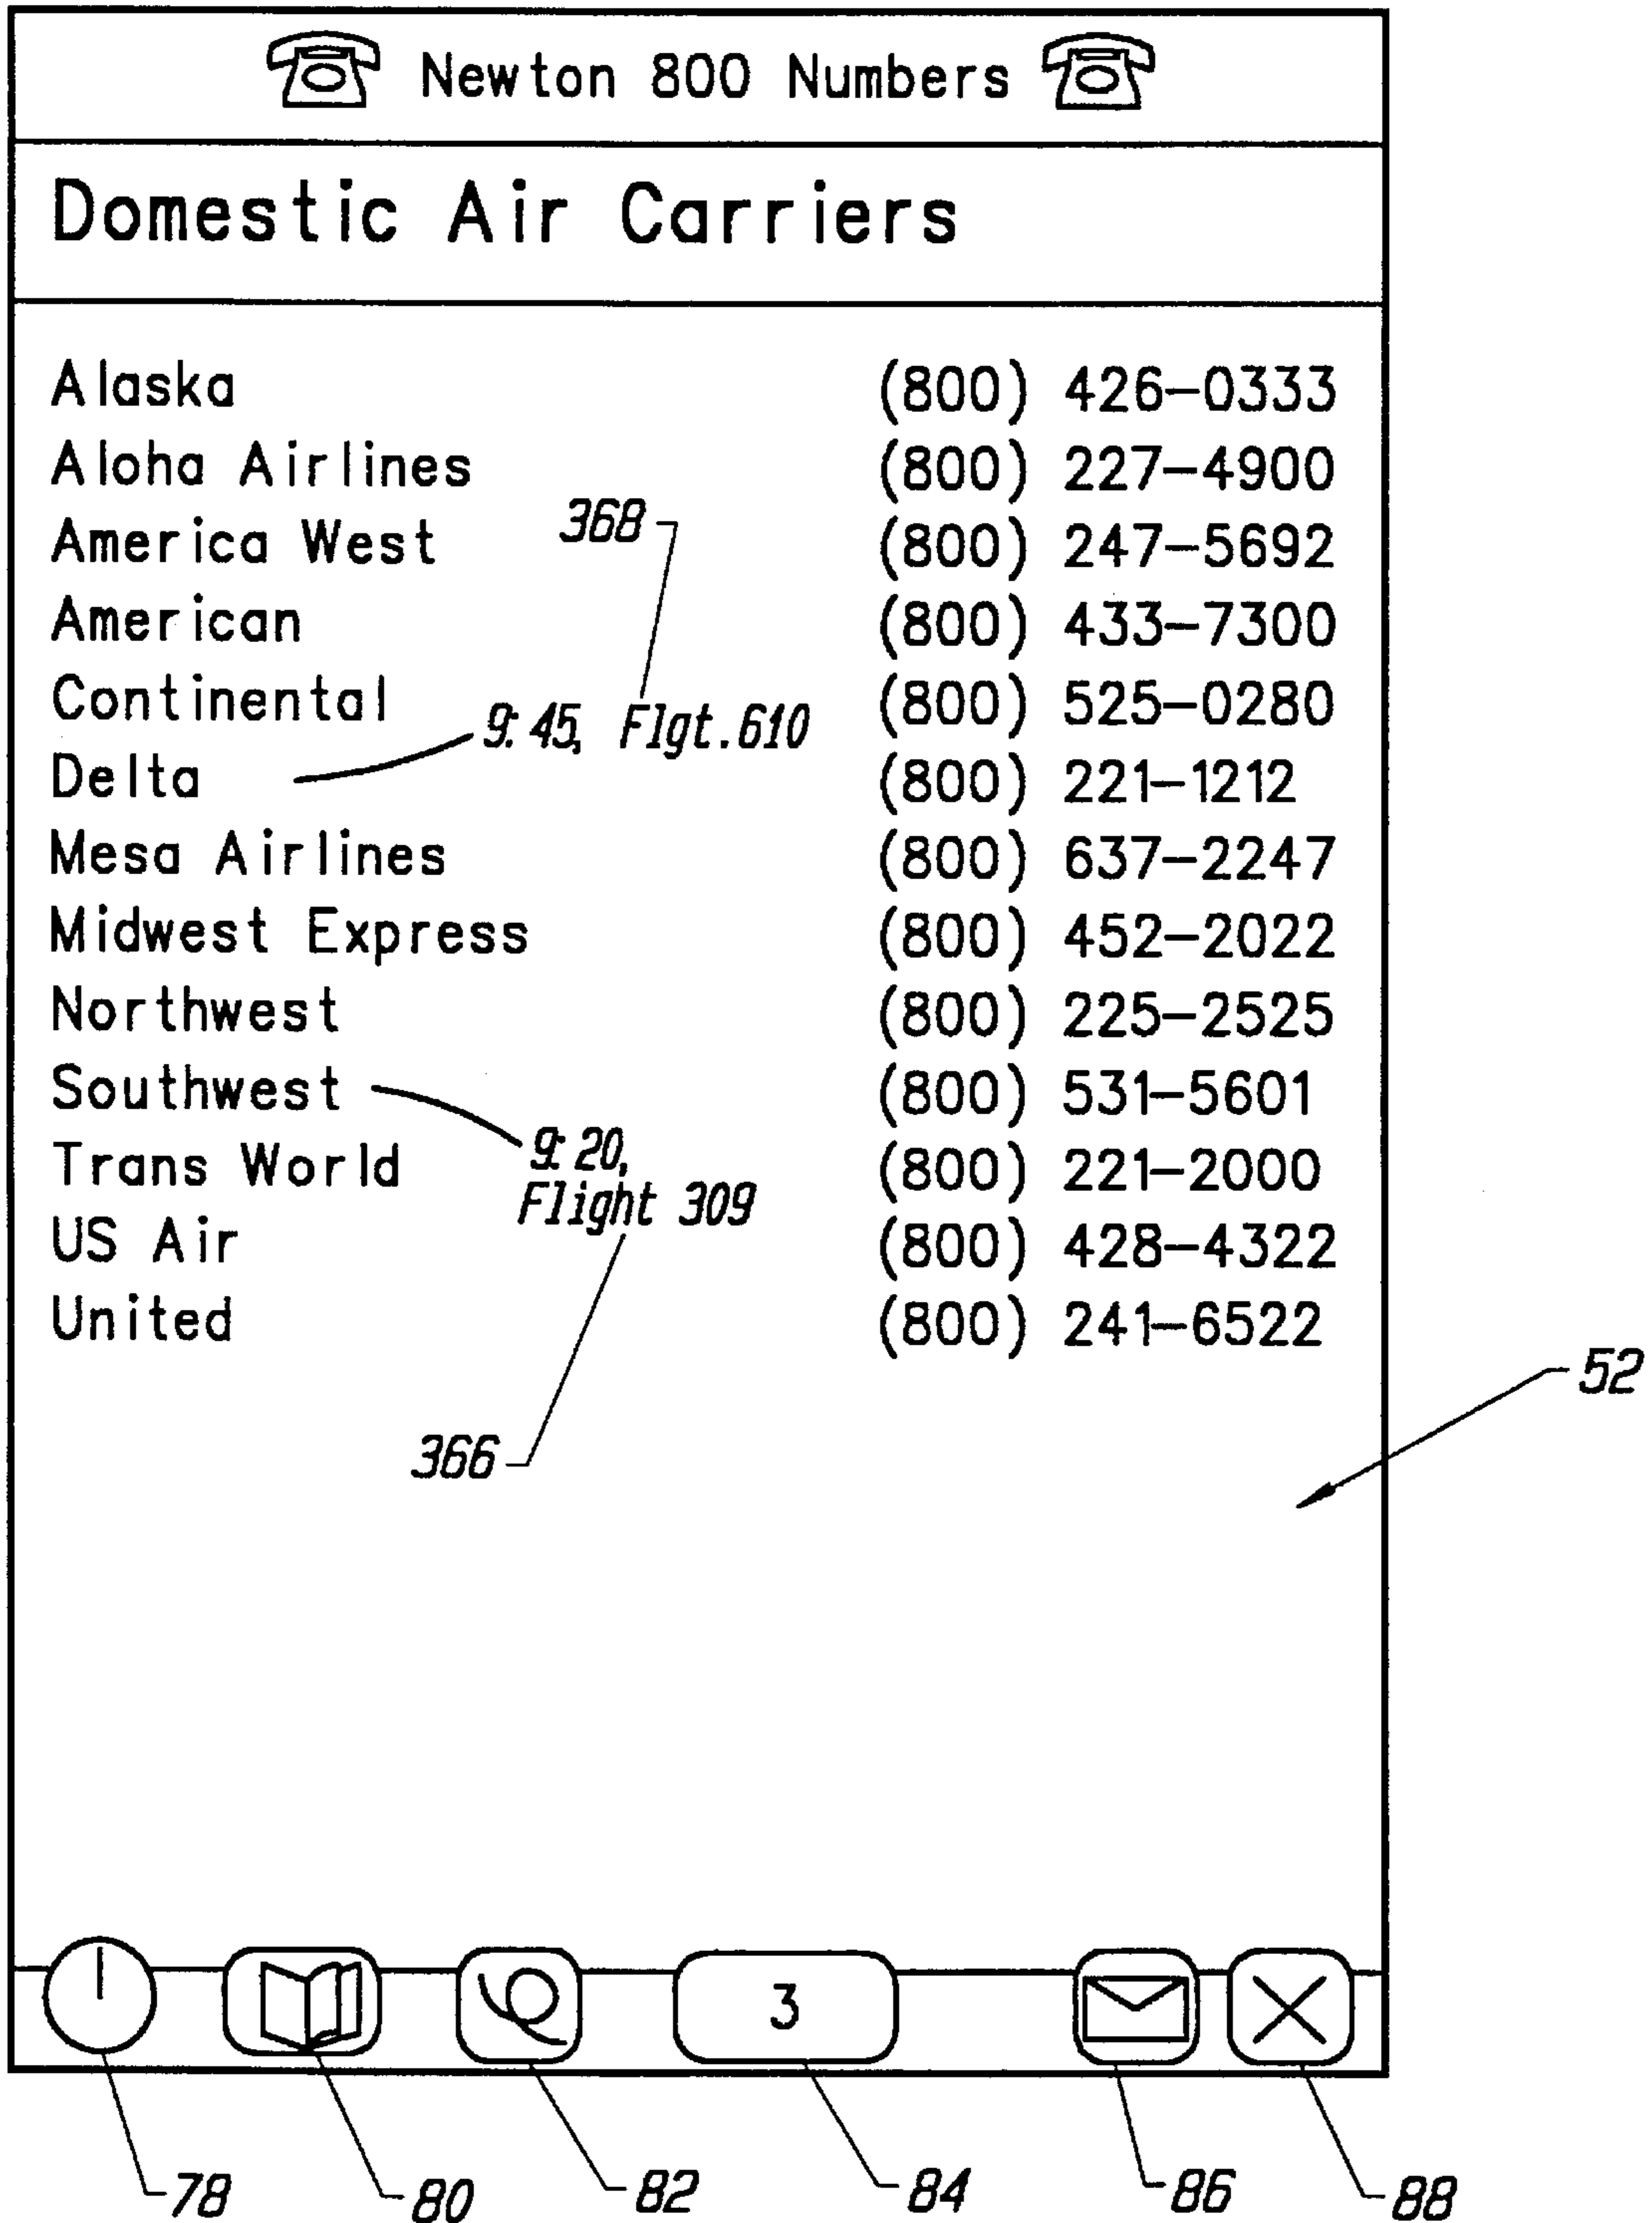 Newton 800 Numbers
Domestic Air Carriers
Alaska (800) 426-0333
Aloha Airlines (800) 227-4900
368
America West (800) 247-5692
American (800) 433-7300
Continental (800) 525-0280
9:45, Flgt.610
Delta (800) 221-1212
Mesa Airlines (800) 637-2247
Midwest Express (800) 452-2022
Northwest (800) 225-2525
Southwest (800) 531-5601
9:20,
Trans World (800) 221-2000
Flight 309
US Air (800) 428-4322
United (800) 241-6522
52
366
3
78 80 82 84 86 88